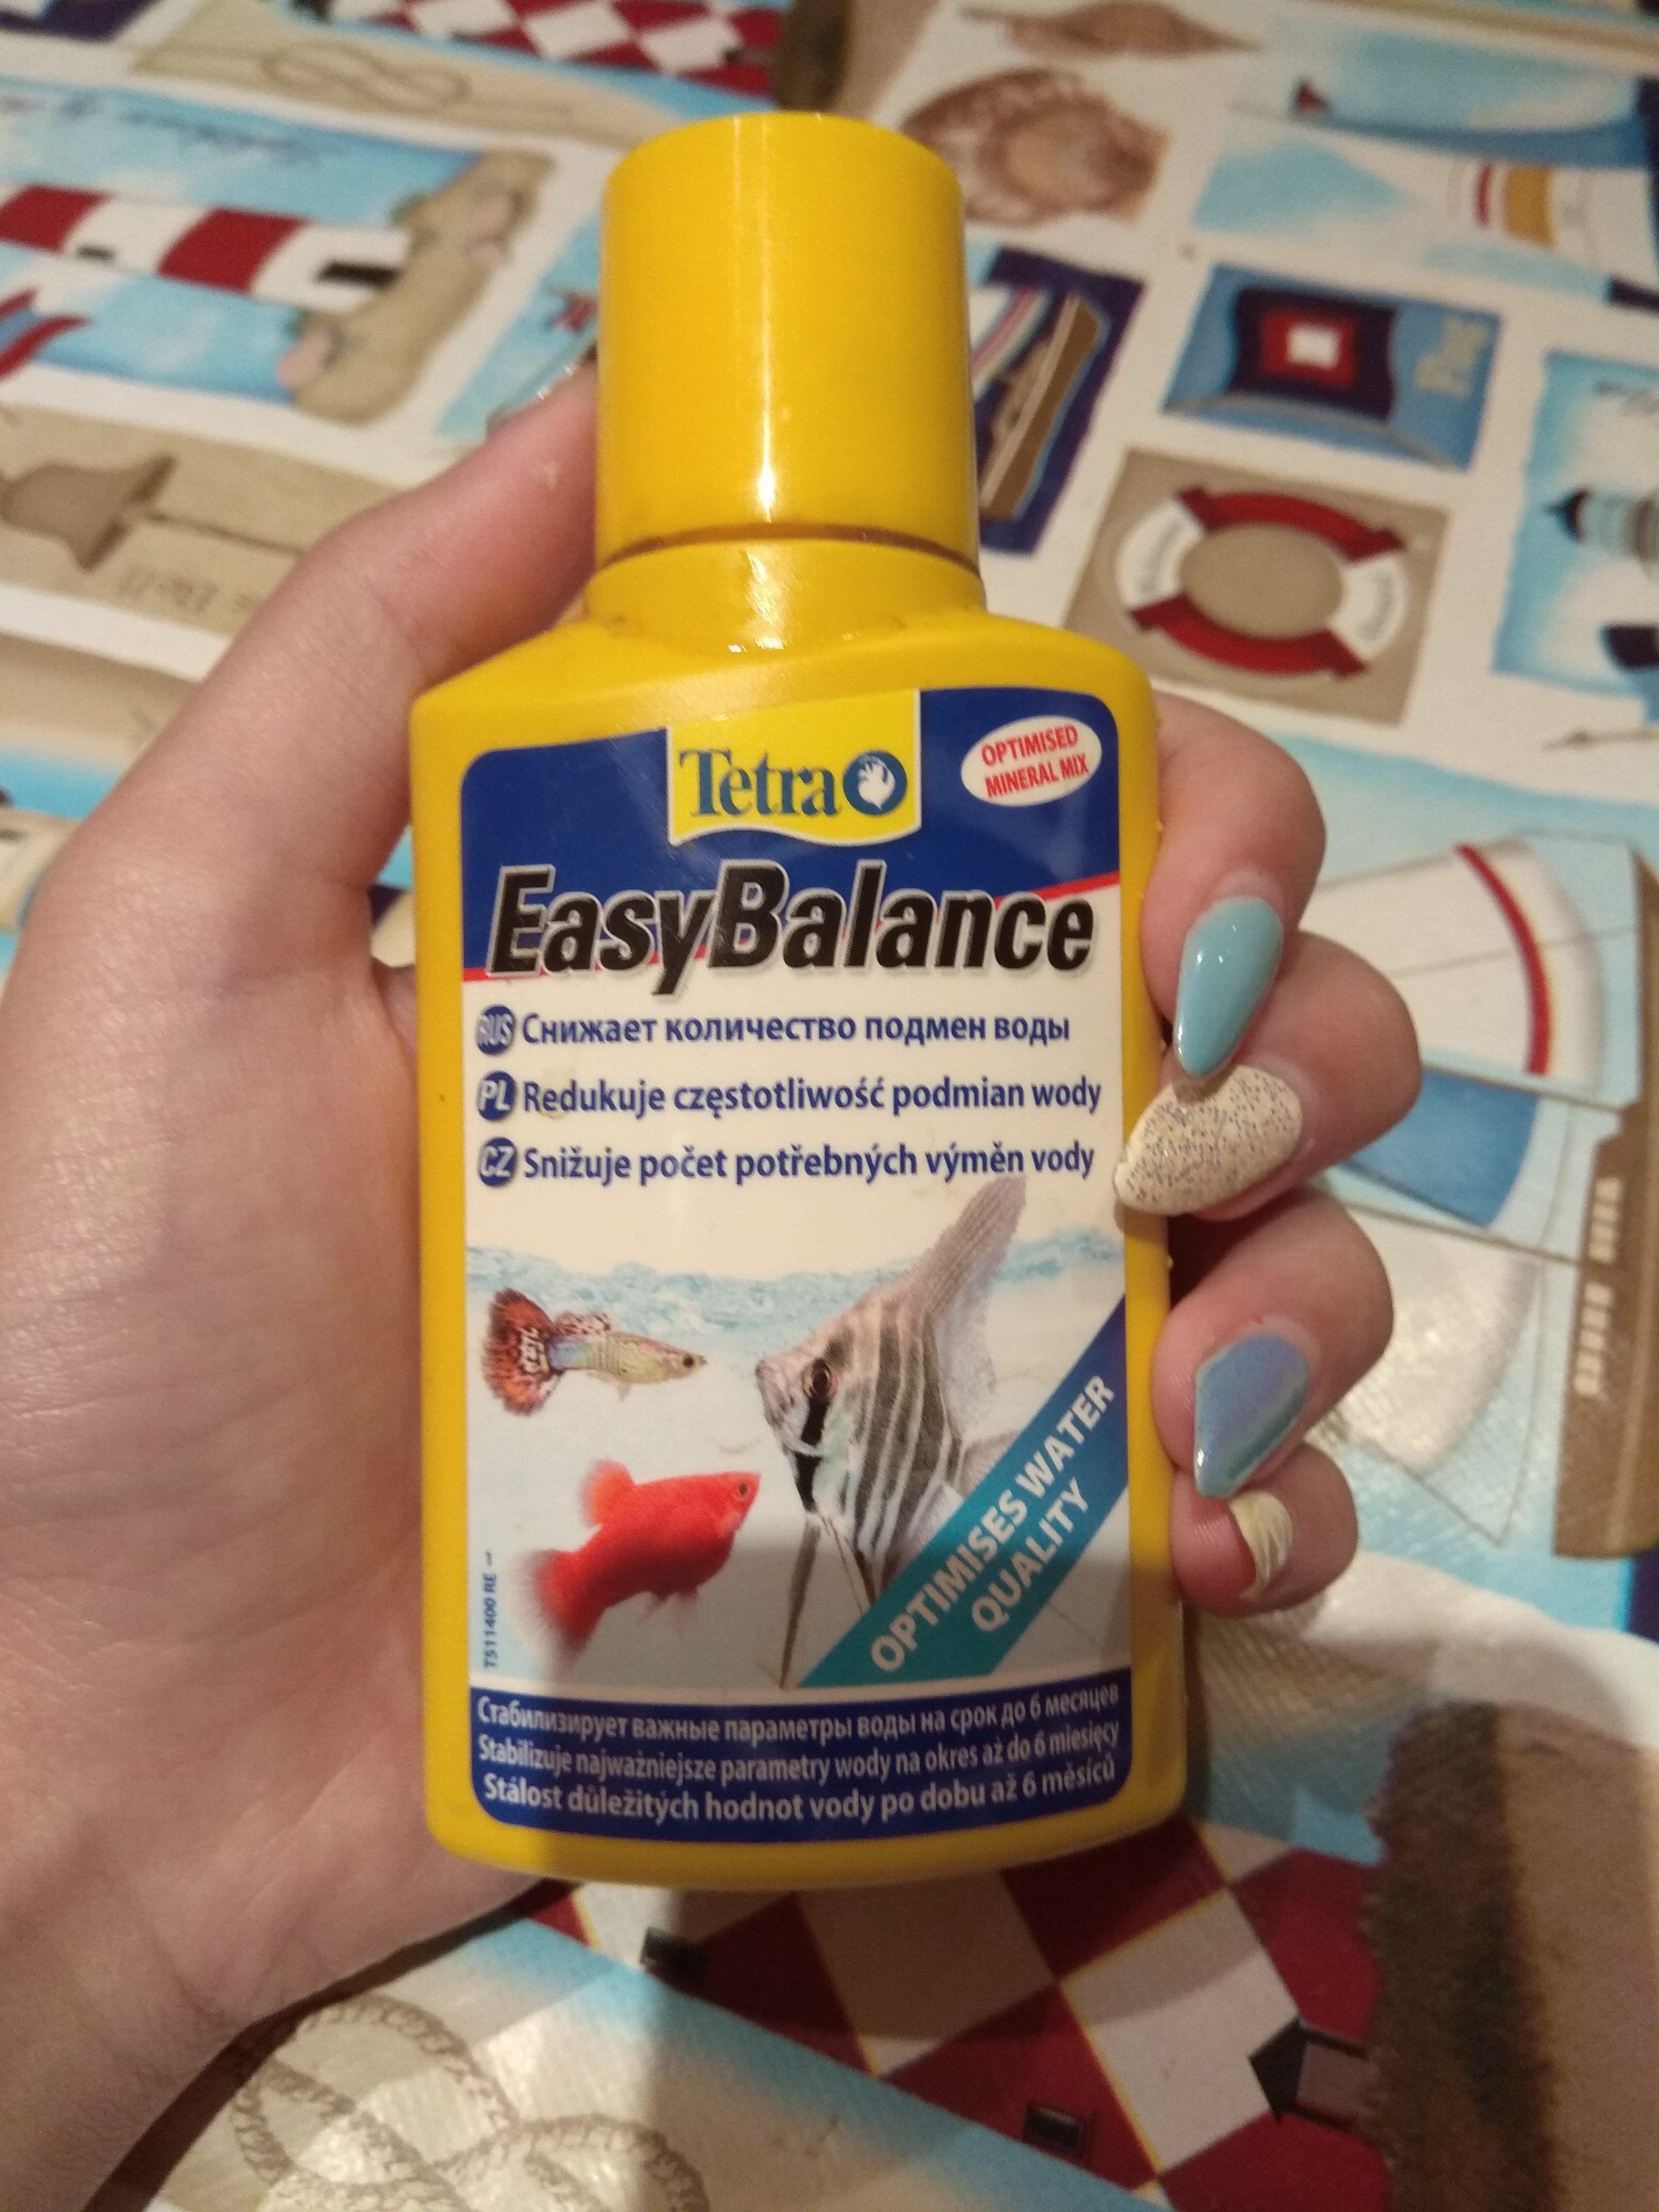 Tetra
OPTIMISED
MINERAL MIX
EasyBalance
RUS Снижает количество подмен воды
PL Redukuje częstotliwość podmian wody
CZ Snižuje počet potřebných výměn vody
OPTIMISES WATER
QUALITY
Стабилизирует важные параметры воды на срок до 6 месяцев
Stabilizuje najważniejsze parametry wody na okres aż do 6 miesięcy
Stálost důležitých hodnot vody po dobu až 6 měsíců